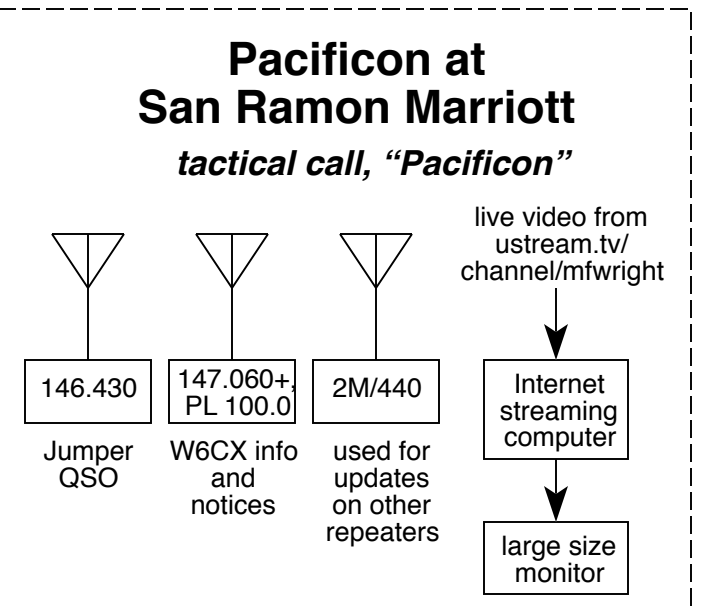 Pacificon at
San Ramon Marriott
tactical call, “Pacificon”
live video from
ustream.tv/
channel/mfwright
146.430
147.060+,
PL 100.0
2M/440
Internet
streaming
computer
Jumper
QSO
W6CX info
and
notices
used for
updates
on other
repeaters
large size
monitor